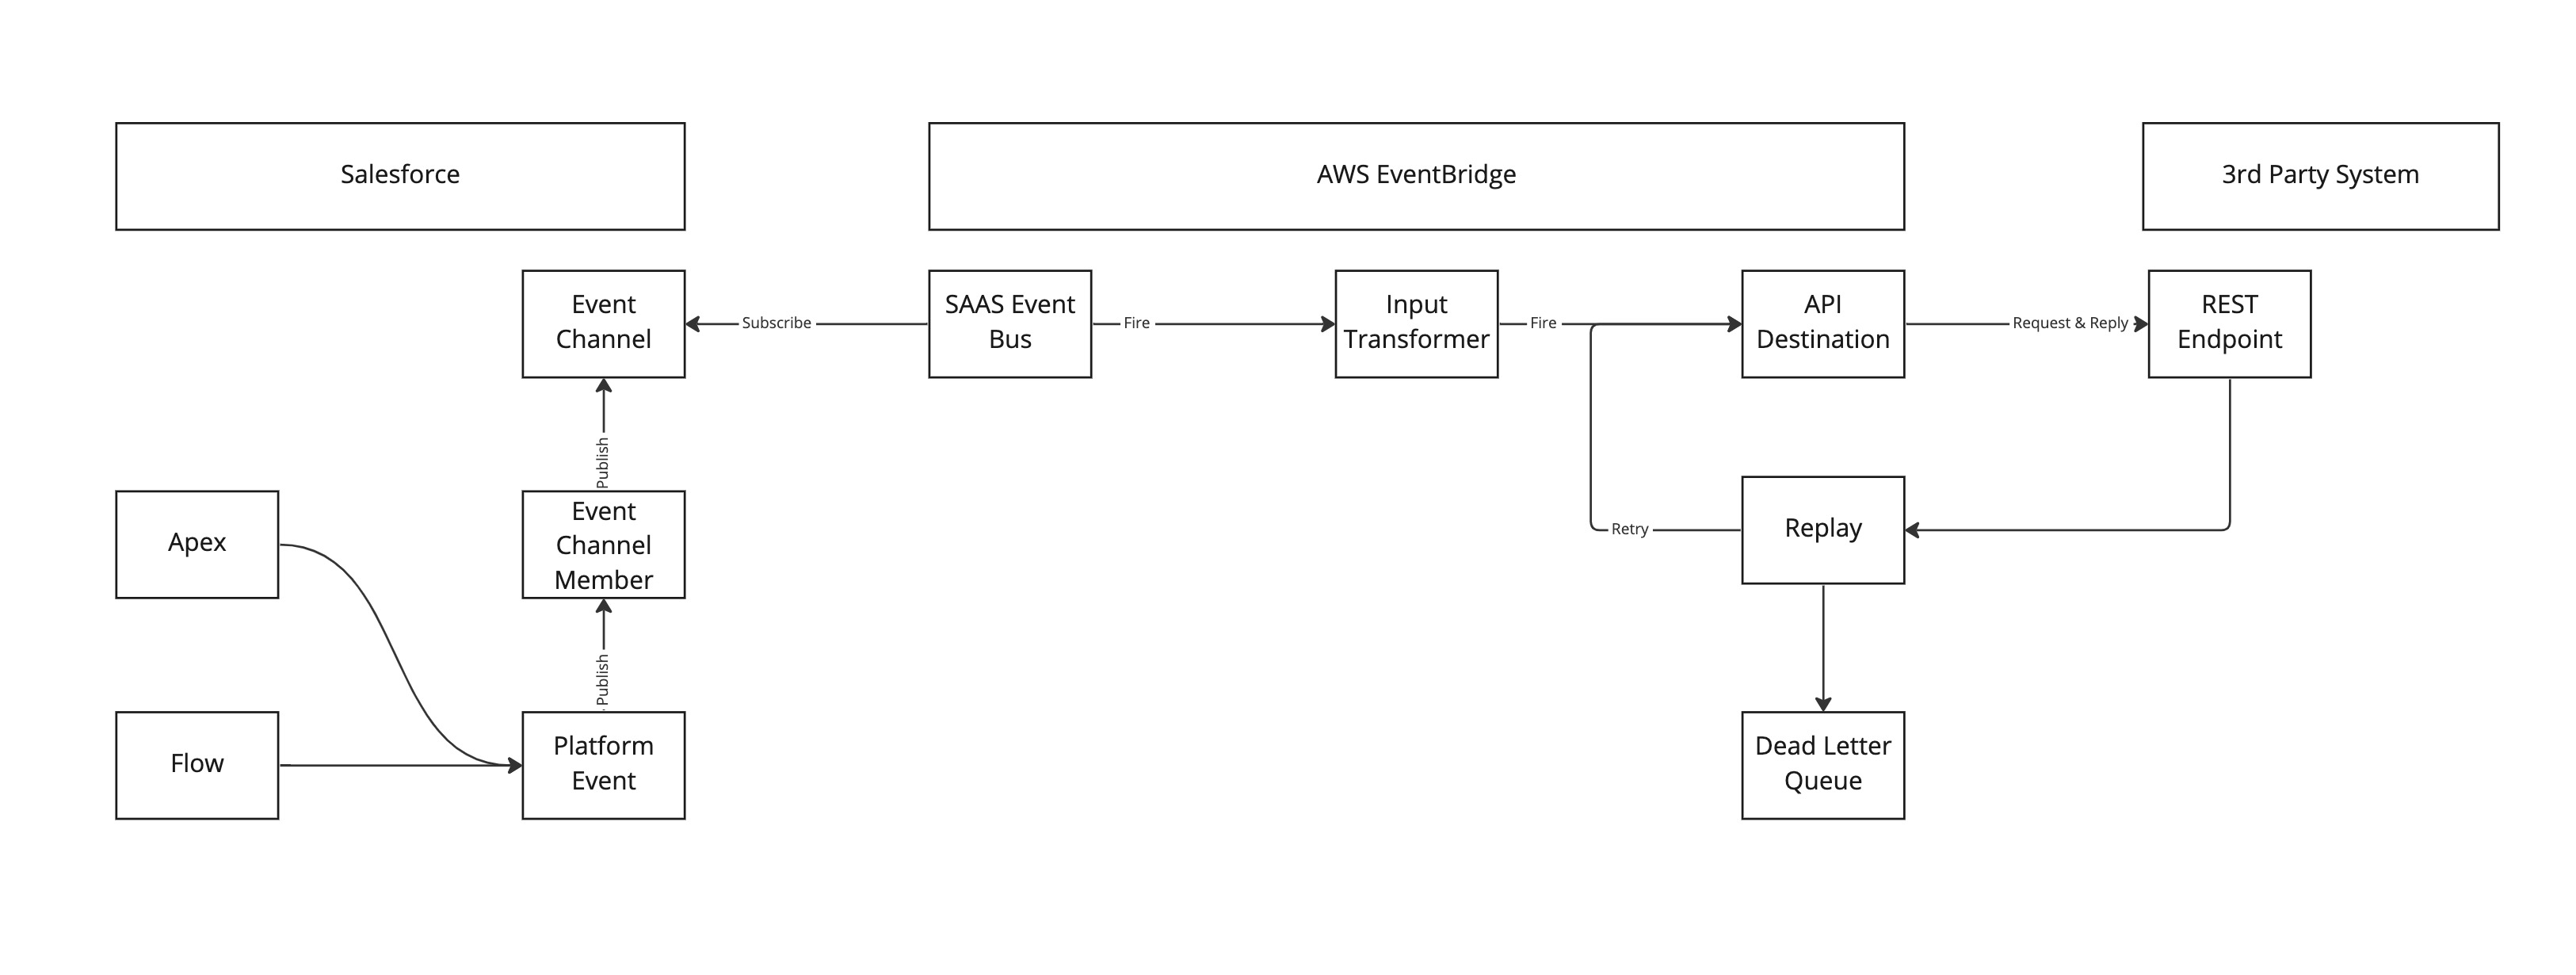 Salesforce
AWS EventBridge
3rd Party System
Event
Channel
Subscribe
SAAS Event
Bus
Fire
Input
Transformer
Fire
API
Destination
Request & Reply
REST
Endpoint
Publish
Apex
Event
Channel
Member
Retry
Replay
Publish
Flow
Platform
Event
Dead Letter
Queue